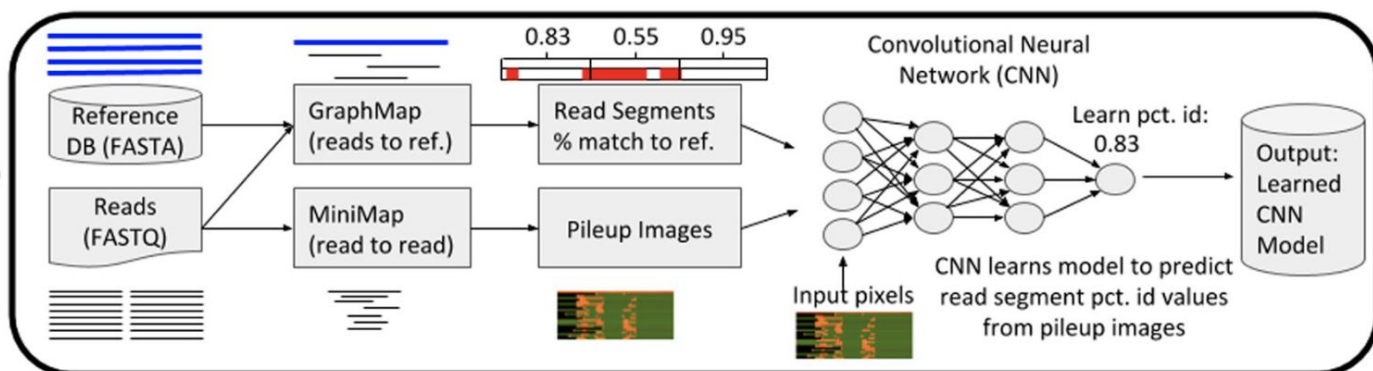 0.83 0.55 0.95
Convolutional Neural
Network (CNN)
Reference
DB (FASTA)
GraphMap
(reads to ref.)
Read Segments
% match to ref.
Learn pct. id:
0.83
Output:
Learned
CNN
Model
Reads
(FASTQ)
MiniMap
(read to read)
Pileup Images
Input pixels
CNN learns model to predict
read segment pct. id values
from pileup images